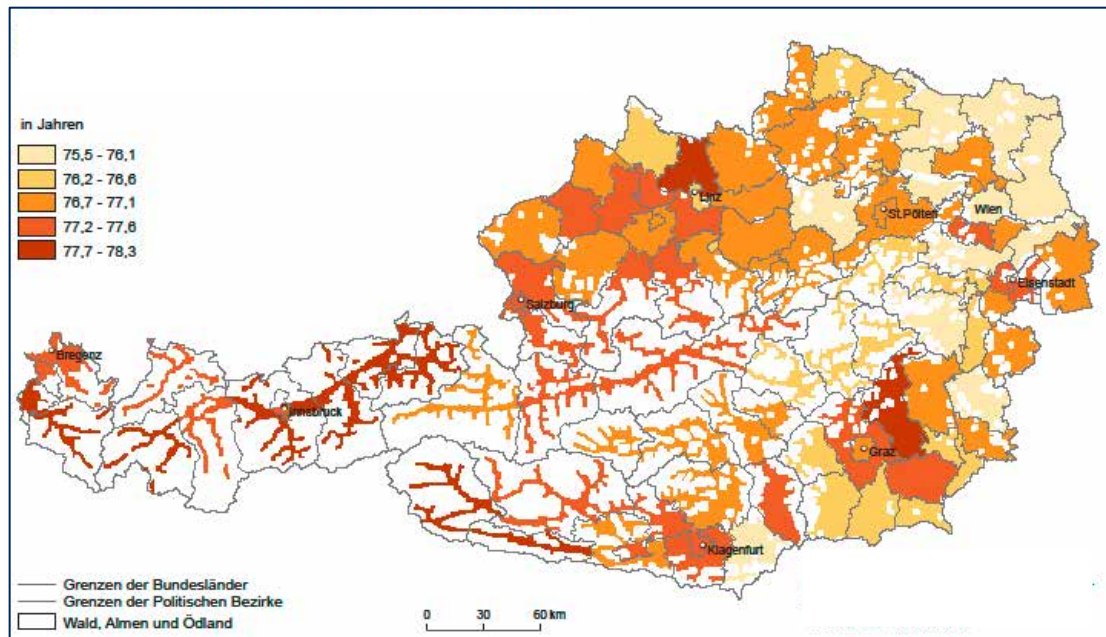 in Jahren
75,5 - 76,1
76,2 - 76,6
76,7 - 77,1
77,2 - 77,6
77,7 - 78,3
Linz
St.Pölten
Wien
Eisenstadt
Salzburg
Bregenz
Innsbruck
Graz
Klagenfurt
Grenzen der Bundesländer
Grenzen der Politischen Bezirke
Wald, Almen und Ödland
0 30 60 km